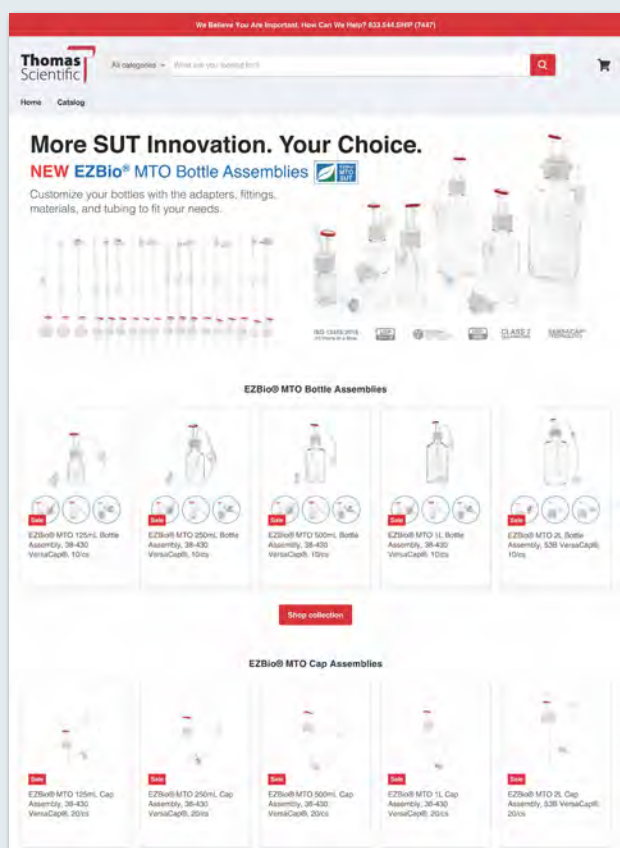 We Believe You Are Important. How Can We Help? 833.544.SHIP (7447)
Thomas
Scientific
All categories
What are you looking for?
Home Catalog
More SUT Innovation. Your Choice.
NEW EZBio® MTO Bottle Assemblies
Customize your bottles with the adapters, fittings,
materials, and tubing to fit your needs.
MTO
SUT
CLASS 7
EZBio® MTO Bottle Assemblies
Sale
EZBio® MTO 125mL Bottle
Assembly, 38-430
VersaCap®, 10/cs
Sale
EZBio® MTO 250mL Bottle
Assembly, 38-430
VersaCap®, 10/cs
Sale
EZBio® MTO 500mL Bottle
Assembly, 38-430
VersaCap®, 10/cs
Sale
EZBio® MTO 1L Bottle
Assembly, 38-430
VersaCap®, 10/cs
Sale
EZBio® MTO 2L Bottle
Assembly, 53B VersaCap®,
10/cs
Shop collection
EZBio® MTO Cap Assemblies
Sale
EZBio® MTO 125mL Cap
Assembly, 38-430
VersaCap®, 20/cs
Sale
EZBio® MTO 250mL Cap
Assembly, 38-430
VersaCap®, 20/cs
Sale
EZBio® MTO 500mL Cap
Assembly, 38-430
VersaCap®, 20/cs
Sale
EZBio® MTO 1L Cap
Assembly, 38-430
VersaCap®, 20/cs
Sale
EZBio® MTO 2L Cap
Assembly, 53B VersaCap®,
20/cs